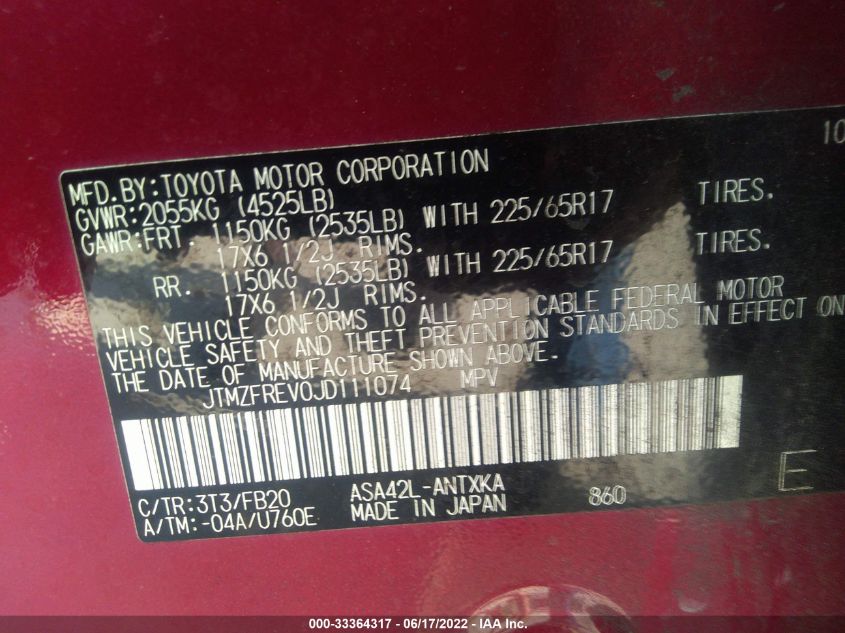 10
MFD.BY:TOYOTA MOTOR CORPORATION
GVWR:2055KG (4525LB)
GAWR:FRT. 1150KG (2535LB) WITH 225/65R17 TIRES.
17X6 1/2J RIMS.
RR. 1150KG (2535LB) WITH 225/65R17 TIRES.
17X6 1/2J RIMS.
THIS VEHICLE CONFORMS TO ALL APPLICABLE FEDERAL MOTOR
VEHICLE SAFETY AND THEFT PREVENTION STANDARDS IN EFFECT ON
THE DATE OF MANUFACTURE SHOWN ABOVE.
JTMZFREV0JD111074 MPV
C/TR:3T3/FB20 ASA42L-ANTXKA 860 E
A/TM:-04A/U760E MADE IN JAPAN
000-33364317 - 06/17/2022 - IAA Inc.